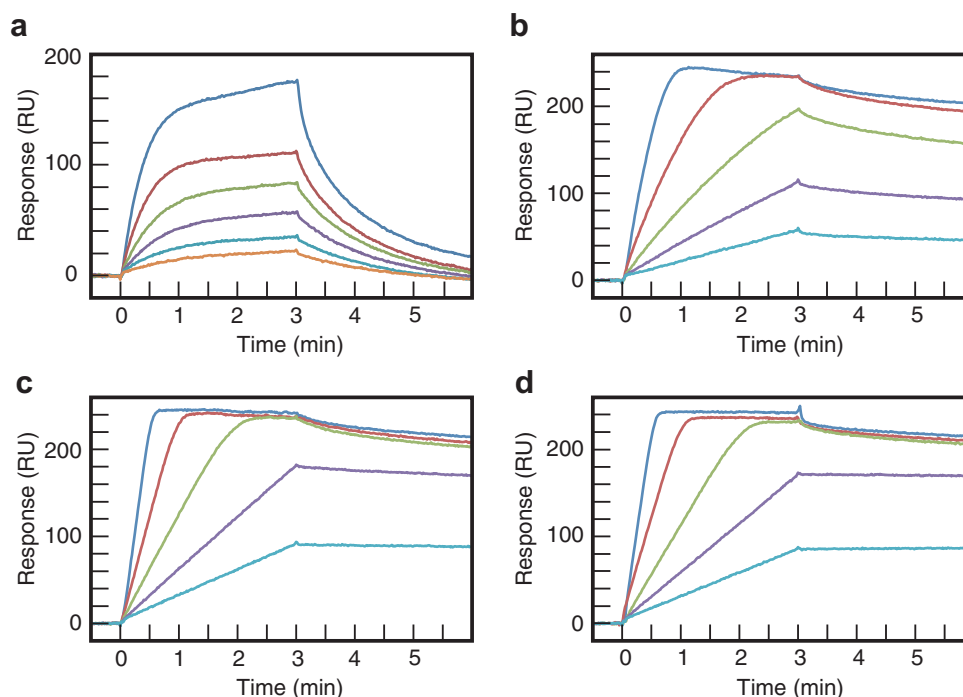 a
200
100
0
Response (RU)
0 1 2 3 4 5
Time (min)
b
200
100
0
Response (RU)
0 1 2 3 4 5
Time (min)
c
200
100
0
Response (RU)
0 1 2 3 4 5
Time (min)
d
200
100
0
Response (RU)
0 1 2 3 4 5
Time (min)